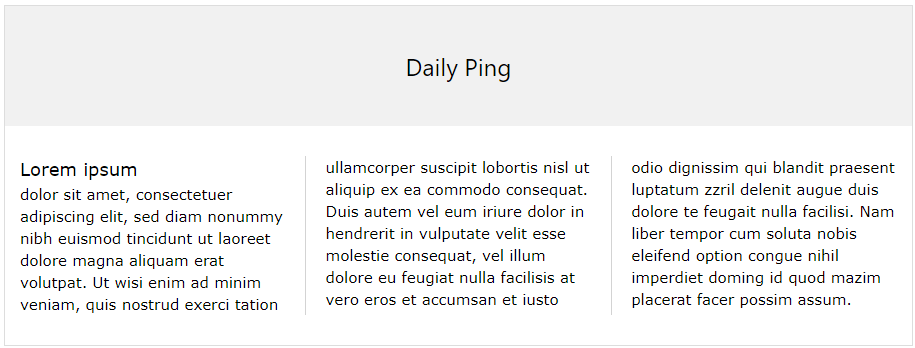 Daily Ping
Lorem ipsum
dolor sit amet, consectetuer
adipiscing elit, sed diam nonummy
nibh euismod tincidunt ut laoreet
dolore magna aliquam erat
volutpat. Ut wisi enim ad minim
veniam, quis nostrud exerci tation
ullamcorper suscipit lobortis nisl ut
aliquip ex ea commodo consequat.
Duis autem vel eum iriure dolor in
hendrerit in vulputate velit esse
molestie consequat, vel illum
dolore eu feugiat nulla facilisis at
vero eros et accumsan et iusto
odio dignissim qui blandit praesent
luptatum zzril delenit augue duis
dolore te feugait nulla facilisi. Nam
liber tempor cum soluta nobis
eleifend option congue nihil
imperdiet doming id quod mazim
placerat facer possim assum.